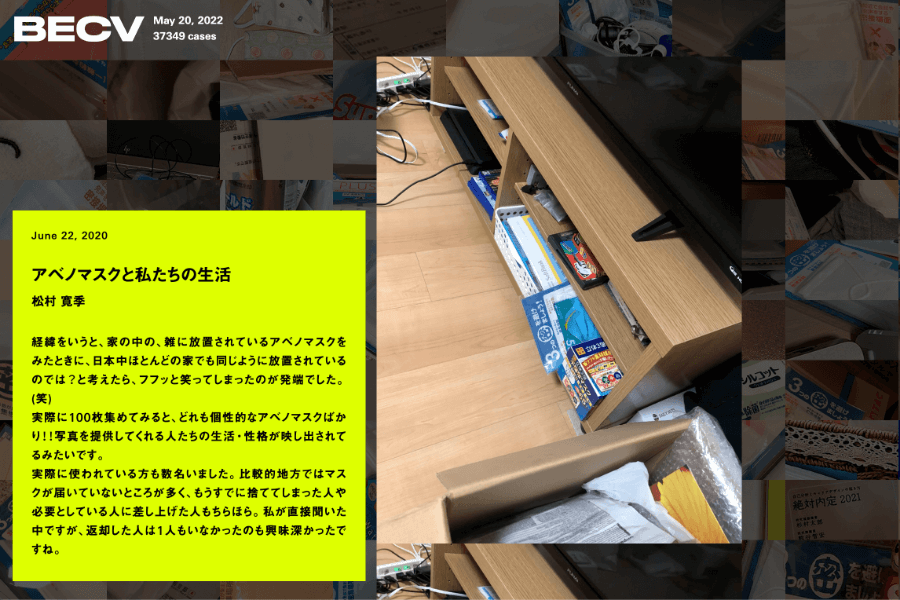 BECV
May 20, 2022
37349 cases
June 22, 2020
アベノマスクと私たちの生活
松村 寛季
経緯をいうと、家の中の、雑に放置されているアベノマスクを
みたときに、日本中ほとんどの家でも同じように放置されている
のでは？と考えたら、フフッと笑ってしまったのが発端でした。
(笑)
実際に100枚集めてみると、どれも個性的なアベノマスクばか
り!!写真を提供してくれる人たちの生活・性格が映し出されて
るみたいです。
実際に使われている方も数名いました。比較的地方ではマス
クが届いていないところが多く、もうすでに捨ててしまった人や
必要としている人に差し上げた人もちらほら。私が直接聞いた
中ですが、返却した人は1人もいなかったのも興味深かったで
すね。
シルコット
3つの
絶対内定 2021
を避け